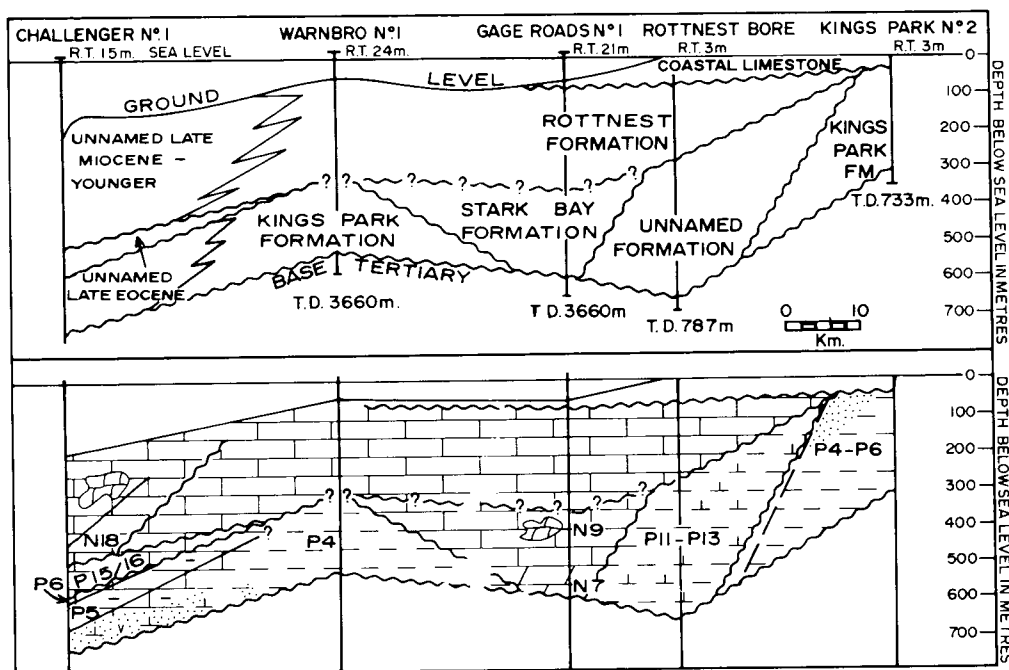 CHALLENGER Nº.1
R.T. 15m. SEA LEVEL
WARNBRO Nº1
R.T. 24m.
GAGE ROADS Nº1
R.T. 21m
ROTTNEST BORE
R.T. 3m
KINGS PARK Nº.2
R.T. 3m
COASTAL LIMESTONE
GROUND
LEVEL
UNNAMED LATE
MIOCENE –
YOUNGER
ROTTNEST
FORMATION
KINGS
PARK
FM
? ?
? ? ? ?
STARK BAY
FORMATION
T.D. 733m.
KINGS PARK
FORMATION
UNNAMED
FORMATION
UNNAMED
LATE EOCENE
BASE TERTIARY
T.D. 3660m.
T D. 3660m
T.D. 787m
0 10
Km.
0
100
200
300
400
500
600
700
DEPTH BELOW SEA LEVEL IN METRES
P4–P6
? ?
? ? ? ?
N18
?
P4
N9
P11–P13
P15/16
P6
P5
N7
0
100
200
300
400
500
600
700
DEPTH BELOW SEA LEVEL IN METRES